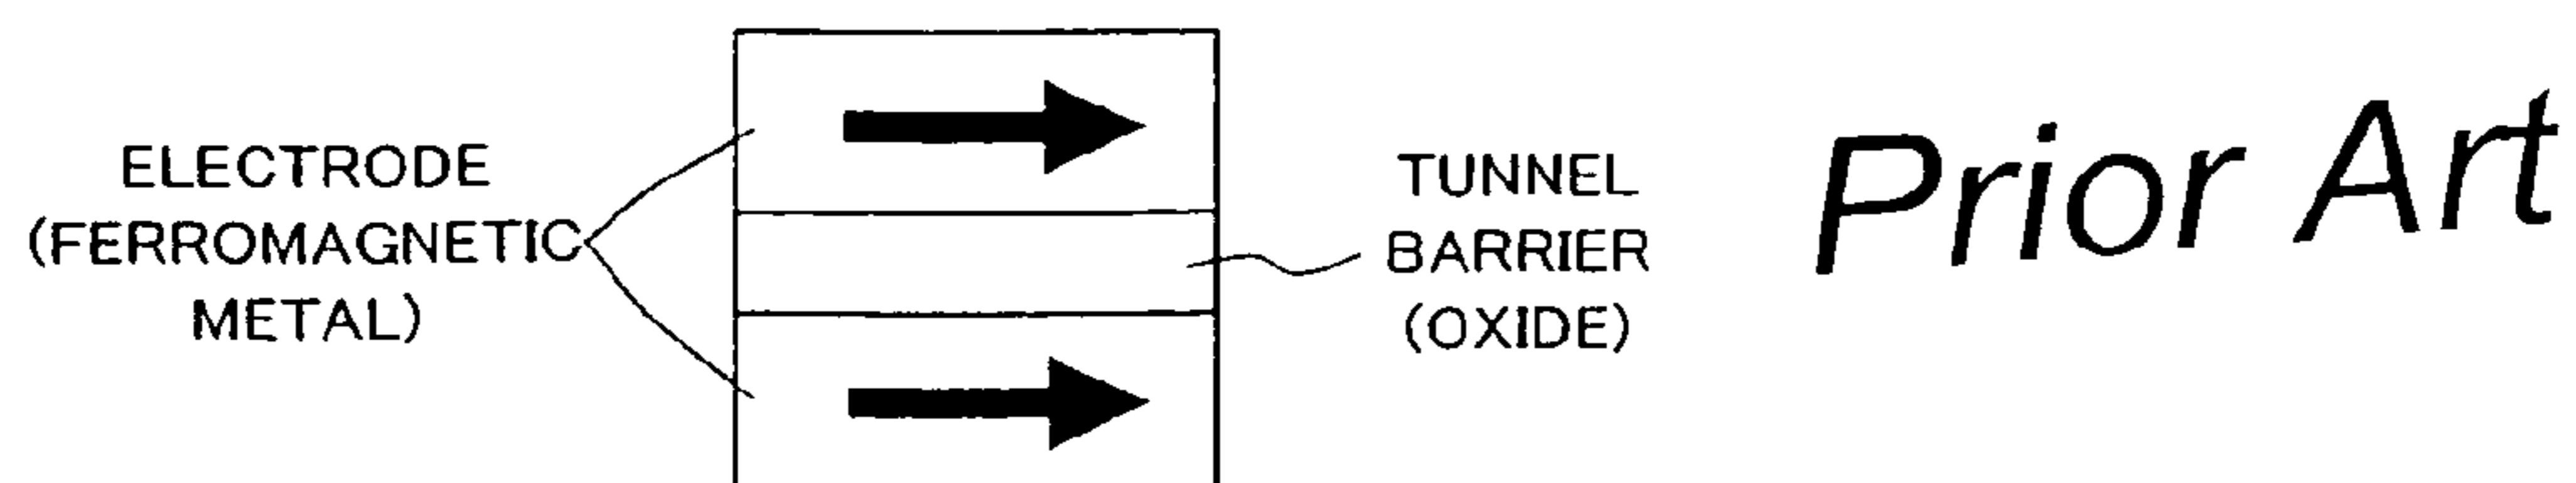 ELECTRODE
(FERROMAGNETIC
METAL)
TUNNEL
BARRIER
(OXIDE)
Prior Art